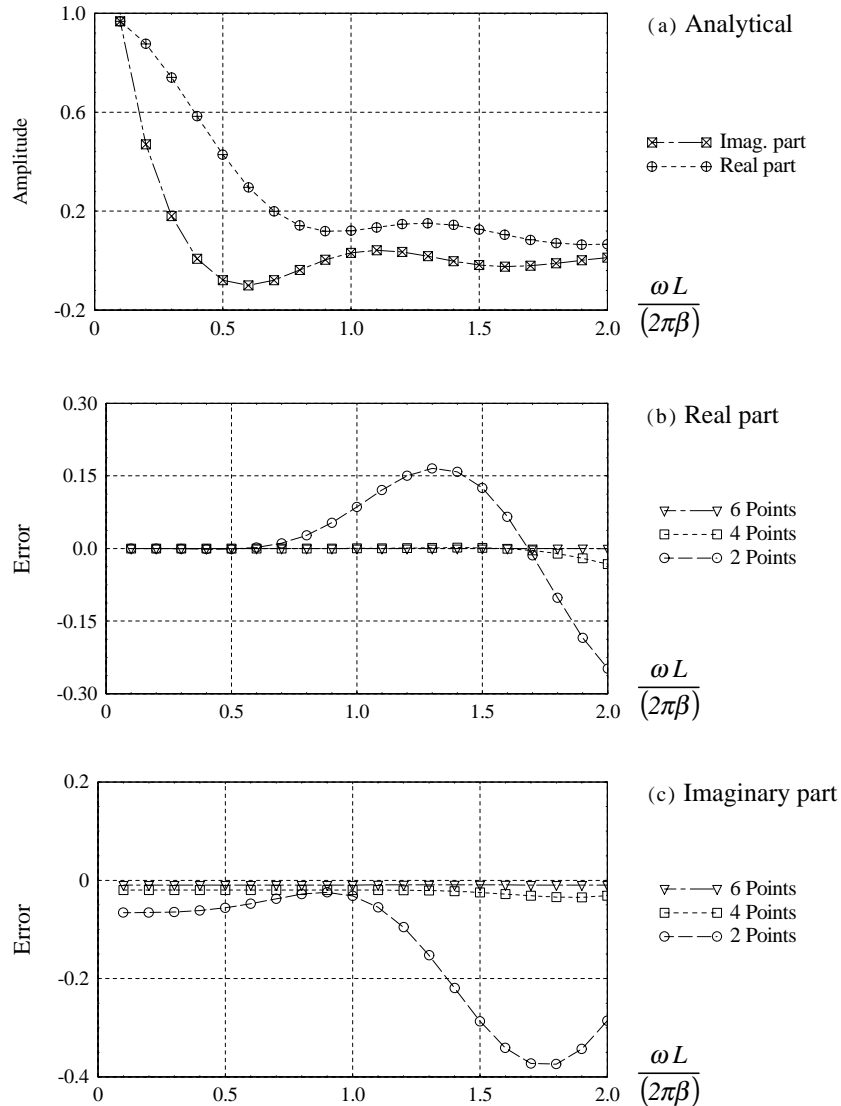 (a) Analytical
1.0
0.6
0.2
-0.2
Amplitude
0
0.5
1.0
1.5
2.0
Imag. part
Real part
ωL
(2πβ)
(b) Real part
0.30
0.15
0.0
-0.15
-0.30
Error
0
0.5
1.0
1.5
2.0
6 Points
4 Points
2 Points
ωL
(2πβ)
(c) Imaginary part
0.2
0
-0.2
-0.4
Error
0
0.5
1.0
1.5
2.0
6 Points
4 Points
2 Points
ωL
(2πβ)